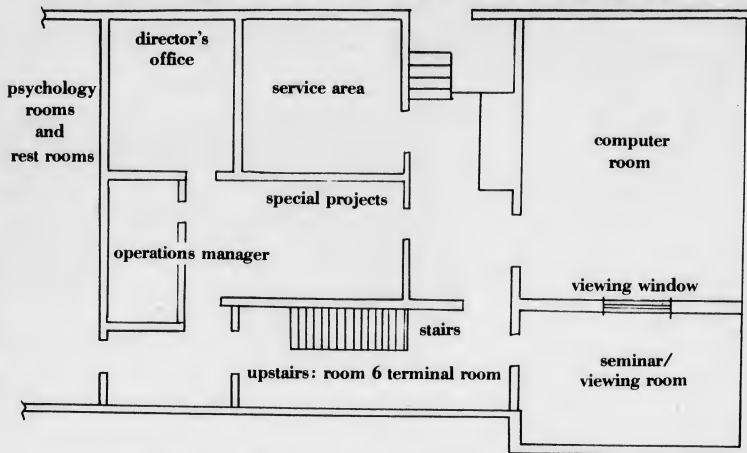 director's
office
service area
psychology
rooms
and
rest rooms
computer
room
special projects
operations manager
viewing window
stairs
seminar/
viewing room
upstairs: room 6 terminal room